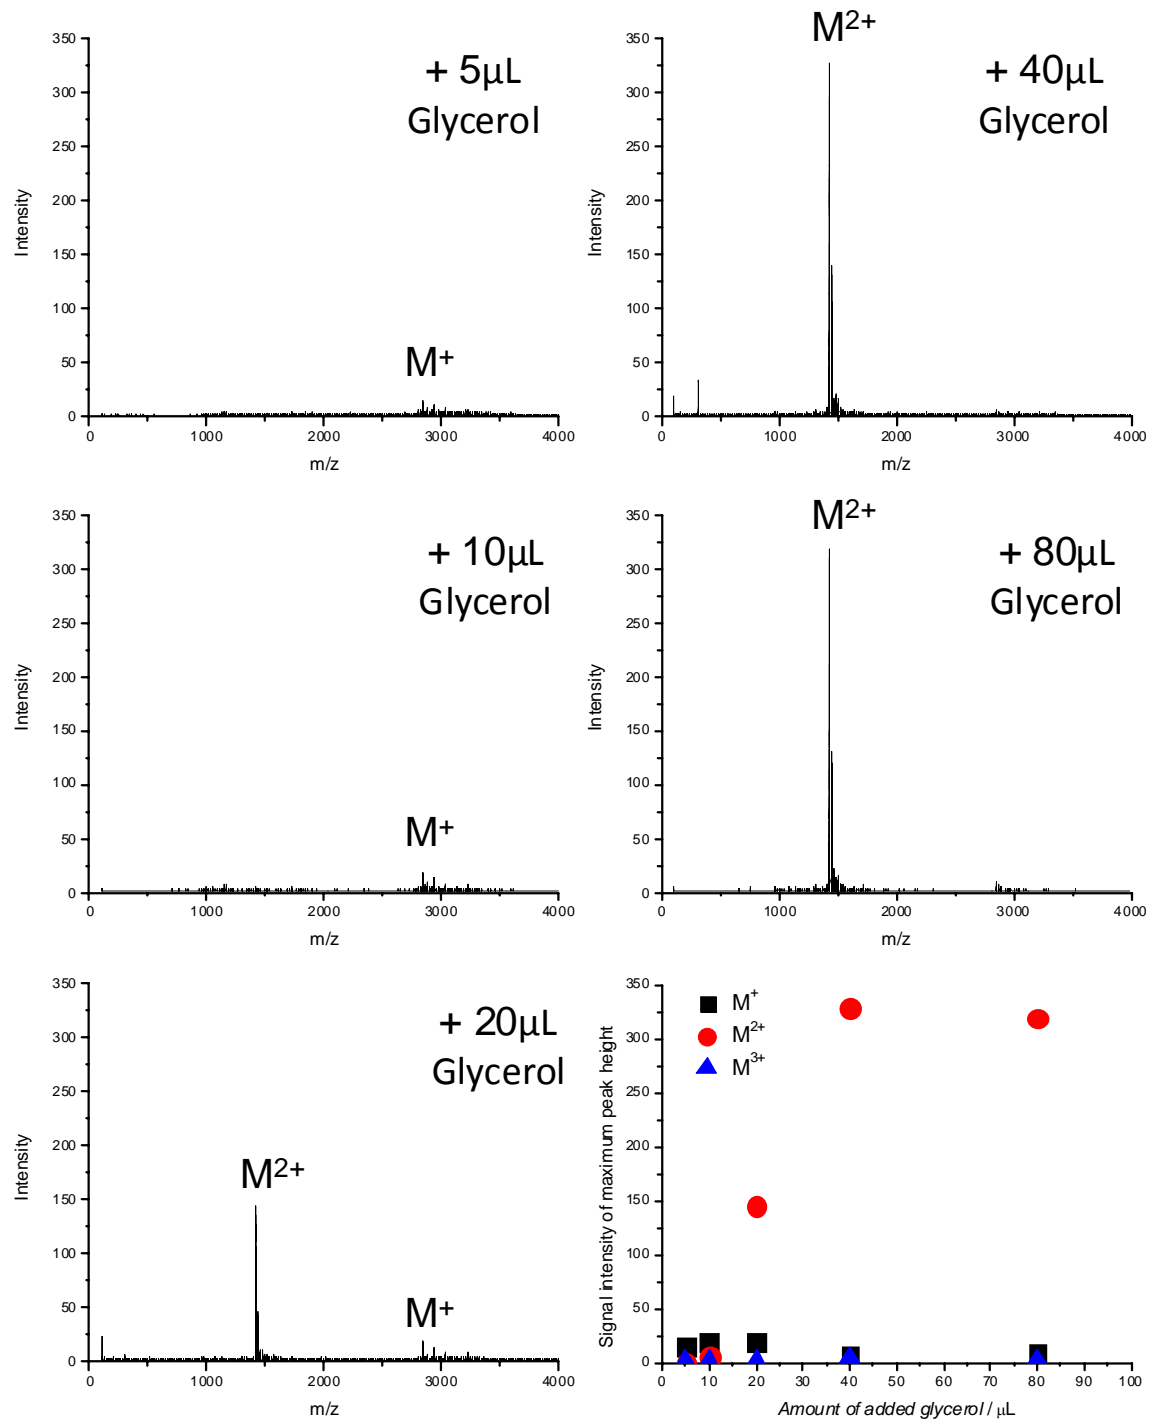 M2+
+ 5µL
Glycerol
350
300
250
200
150
100
50
0
Intensity
M+
0 1000 2000 3000 4000
m/z
+ 40µL
Glycerol
350
300
250
200
150
100
50
0
Intensity
0 1000 2000 3000 4000
m/z
+ 10µL
Glycerol
350
300
250
200
150
100
50
0
Intensity
M+
0 1000 2000 3000 4000
m/z
M2+
+ 80µL
Glycerol
350
300
250
200
150
100
50
0
Intensity
0 1000 2000 3000 4000
m/z
+ 20µL
Glycerol
350
300
250
200
150
100
50
0
Intensity
M2+
M+
0 1000 2000 3000 4000
m/z
M+
M2+
M3+
350
300
250
200
150
100
50
0
Signal intensity of maximum peak height
0 10 20 30 40 50 60 70 80 90 100
Amount of added glycerol / µL